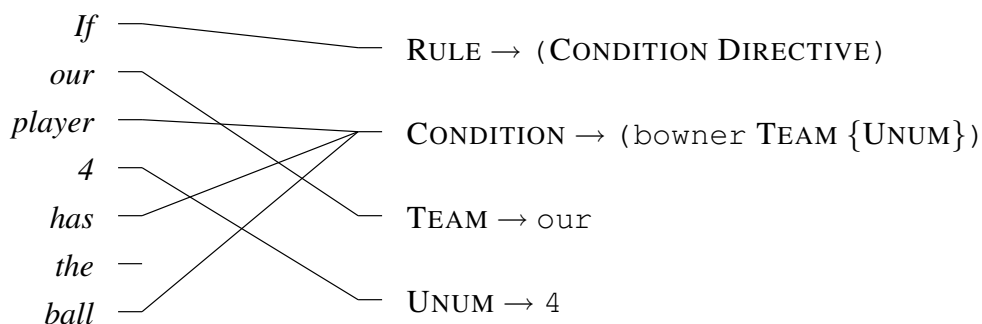 If
our
player
4
has
the
ball
RULE → (CONDITION DIRECTIVE)
CONDITION → (bowner TEAM {UNUM})
TEAM → our
UNUM → 4